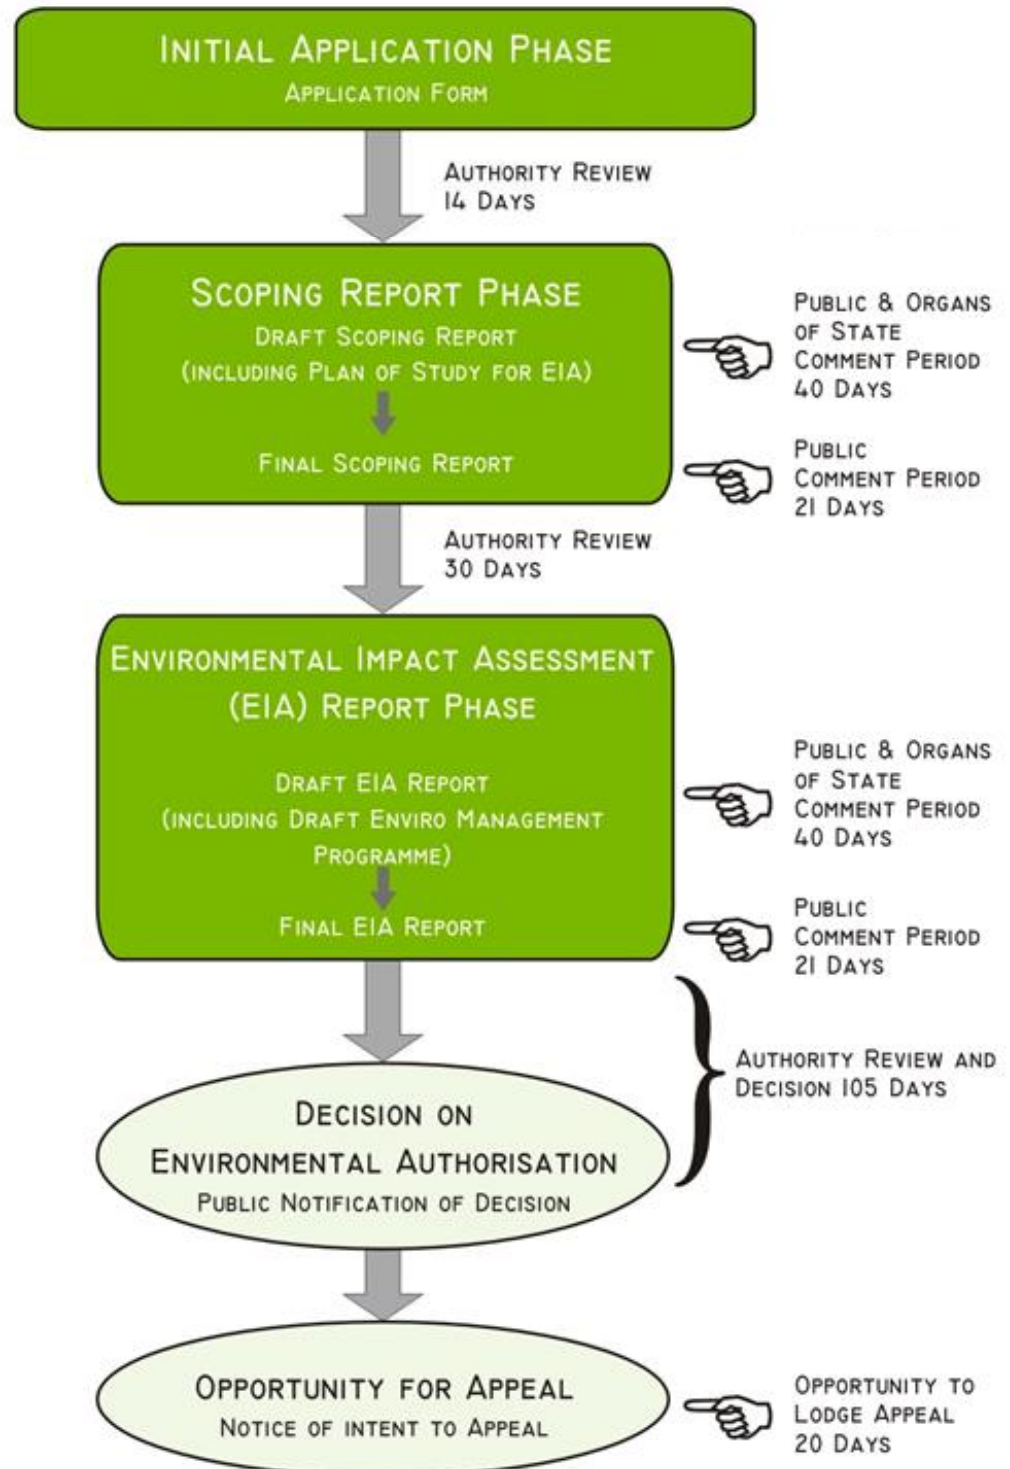 INITIAL APPLICATION PHASE
APPLICATION FORM
AUTHORITY REVIEW
14 DAYS
SCOPING REPORT PHASE
DRAFT SCOPING REPORT
(INCLUDING PLAN OF STUDY FOR EIA)
FINAL SCOPING REPORT
PUBLIC & ORGANS
OF STATE
COMMENT PERIOD
40 DAYS
PUBLIC
COMMENT PERIOD
21 DAYS
AUTHORITY REVIEW
30 DAYS
ENVIRONMENTAL IMPACT ASSESSMENT
(EIA) REPORT PHASE
DRAFT EIA REPORT
(INCLUDING DRAFT ENVIRO MANAGEMENT
PROGRAMME)
FINAL EIA REPORT
PUBLIC & ORGANS
OF STATE
COMMENT PERIOD
40 DAYS
PUBLIC
COMMENT PERIOD
21 DAYS
AUTHORITY REVIEW AND
DECISION 105 DAYS
DECISION ON
ENVIRONMENTAL AUTHORISATION
PUBLIC NOTIFICATION OF DECISION
OPPORTUNITY FOR APPEAL
NOTICE OF INTENT TO APPEAL
OPPORTUNITY TO
LODGE APPEAL
20 DAYS